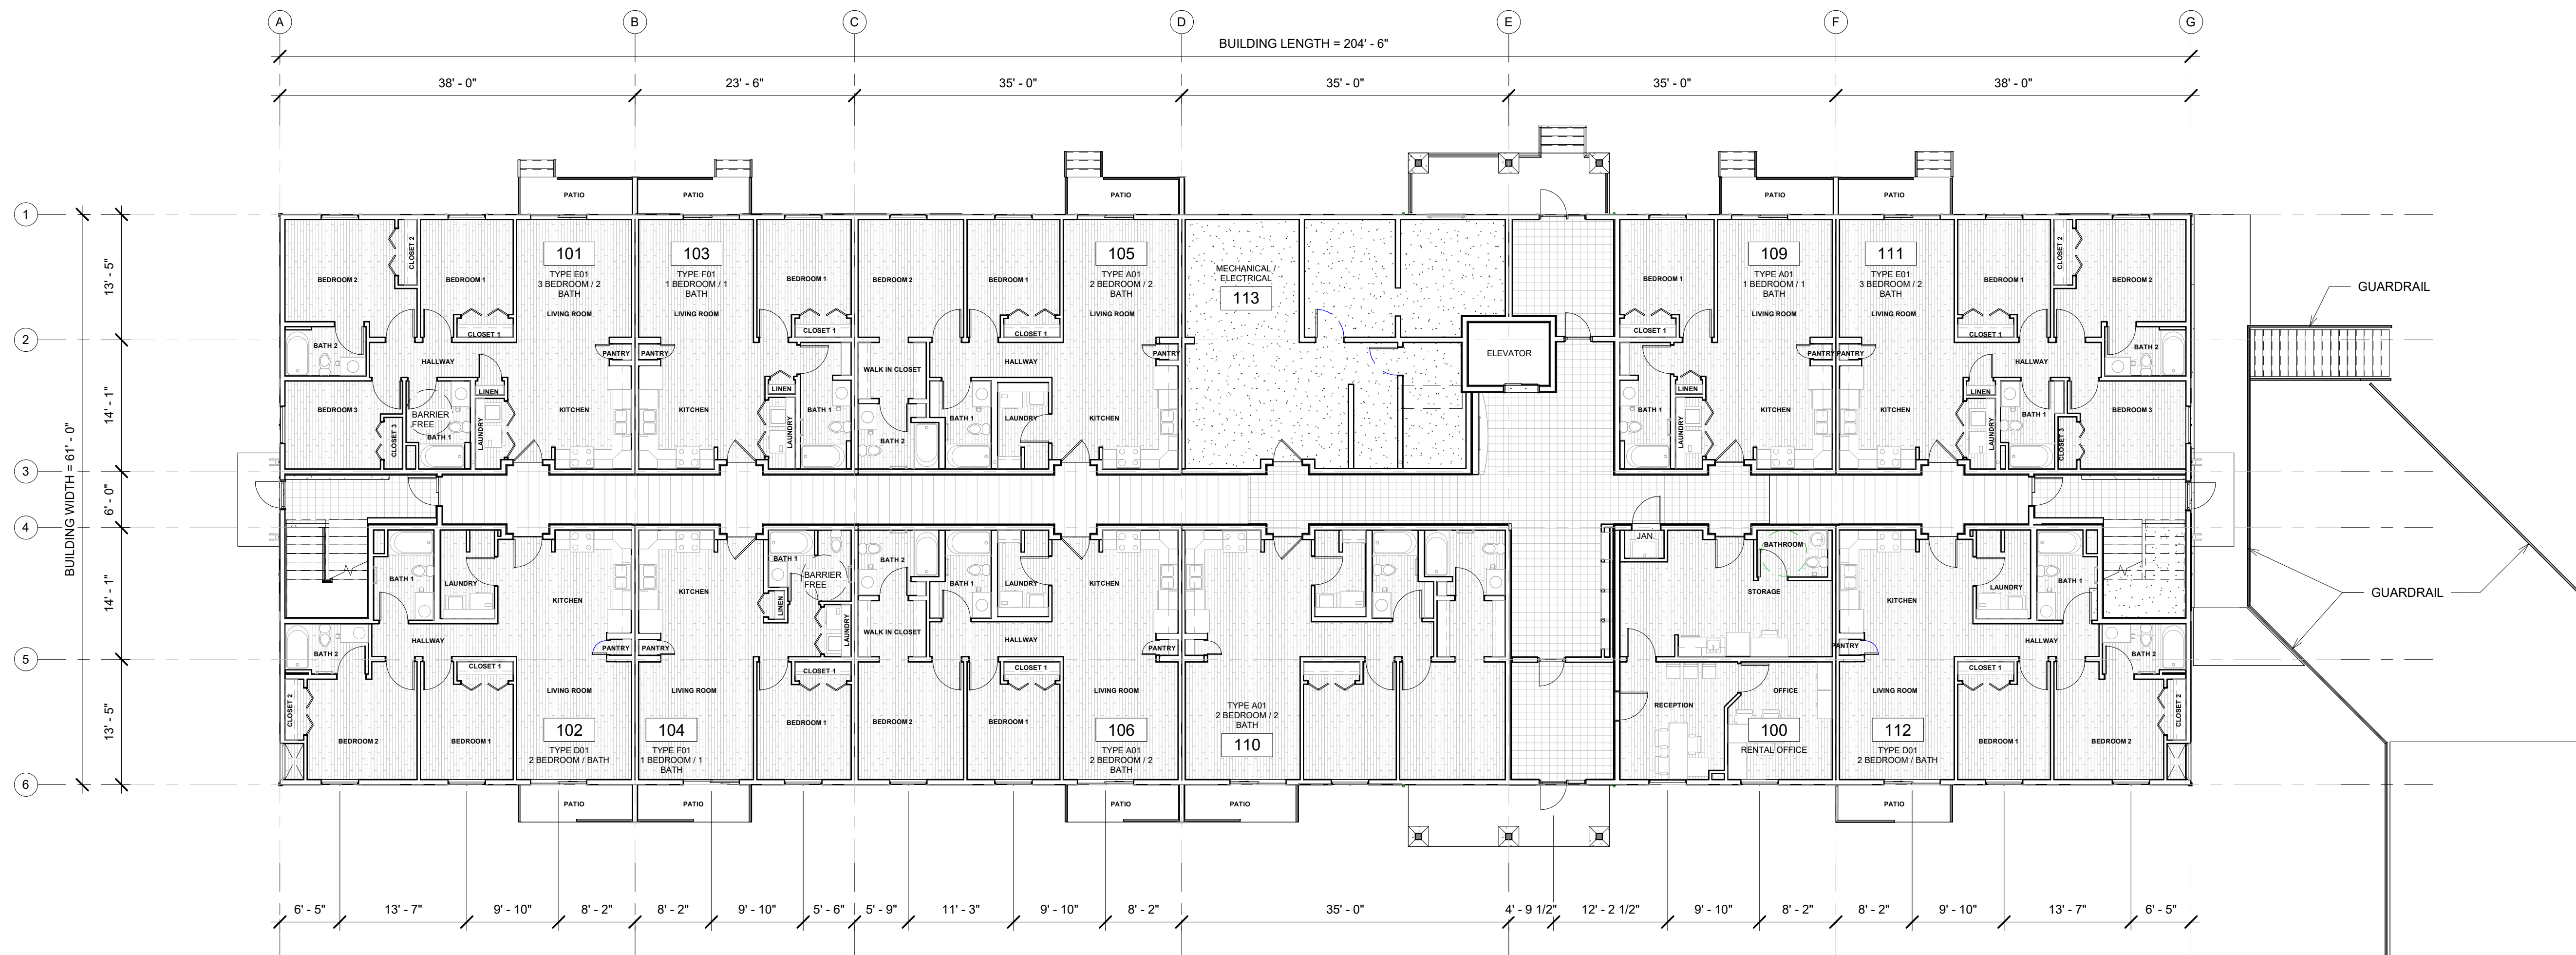 A B C D E F G
BUILDING LENGTH = 204' - 6"
38' - 0" 23' - 6" 35' - 0" 35' - 0" 35' - 0" 38' - 0"
PATIO PATIO PATIO PATIO PATIO
1
2
3
4
5
6
BUILDING WIDTH = 61' - 0"
13' - 5"
14' - 1"
6' - 0"
14' - 1"
13' - 5"
101
TYPE E01
3 BEDROOM / 2
BATH
LIVING ROOM
BEDROOM 2
CLOSET 2
BEDROOM 1
CLOSET 1
BATH 2
HALLWAY
PANTRY
LINEN
BEDROOM 3
CLOSET 3
BARRIER
FREE
BATH 1
LAUNDRY
KITCHEN
103
TYPE F01
1 BEDROOM / 1
BATH
LIVING ROOM
BEDROOM 1
CLOSET 1
PANTRY
LINEN
KITCHEN
LAUNDRY
BATH 1
105
TYPE A01
2 BEDROOM / 2
BATH
LIVING ROOM
BEDROOM 2
BEDROOM 1
CLOSET 1
WALK IN CLOSET
HALLWAY
PANTRY
BATH 2
BATH 1
LAUNDRY
KITCHEN
MECHANICAL /
ELECTRICAL
113
ELEVATOR
109
TYPE A01
1 BEDROOM / 1
BATH
LIVING ROOM
BEDROOM 1
CLOSET 1
PANTRY
LINEN
BATH 1
LAUNDRY
KITCHEN
111
TYPE E01
3 BEDROOM / 2
BATH
LIVING ROOM
BEDROOM 1
CLOSET 2
BEDROOM 2
CLOSET 1
PANTRY
HALLWAY
BATH 2
LINEN
KITCHEN
LAUNDRY
BATH 1
CLOSET 3
BEDROOM 3
GUARDRAIL
GUARDRAIL
BATH 1
LAUNDRY
KITCHEN
HALLWAY
BATH 2
PANTRY
CLOSET 1
CLOSET 2
LIVING ROOM
BEDROOM 2
BEDROOM 1
102
TYPE D01
2 BEDROOM / BATH
KITCHEN
BATH 1
BARRIER
FREE
LINEN
LAUNDRY
PANTRY
CLOSET 1
LIVING ROOM
BEDROOM 1
104
TYPE F01
1 BEDROOM / 1
BATH
BATH 2
BATH 1
LAUNDRY
KITCHEN
WALK IN CLOSET
HALLWAY
PANTRY
CLOSET 1
LIVING ROOM
BEDROOM 2
BEDROOM 1
106
TYPE A01
2 BEDROOM / 2
BATH
TYPE A01
2 BEDROOM / 2
BATH
110
JAN.
BATHROOM
STORAGE
RECEPTION
OFFICE
100
RENTAL OFFICE
KITCHEN
LAUNDRY
BATH 1
PANTRY
HALLWAY
BATH 2
CLOSET 1
CLOSET 2
LIVING ROOM
112
TYPE D01
2 BEDROOM / BATH
BEDROOM 1
BEDROOM 2
PATIO PATIO PATIO PATIO PATIO
6' - 5" 13' - 7" 9' - 10" 8' - 2" 8' - 2" 9' - 10" 5' - 6" 5' - 9" 11' - 3" 9' - 10" 8' - 2" 35' - 0" 4' - 9 1/2" 12' - 2 1/2" 9' - 10" 8' - 2" 8' - 2" 9' - 10" 13' - 7" 6' - 5"